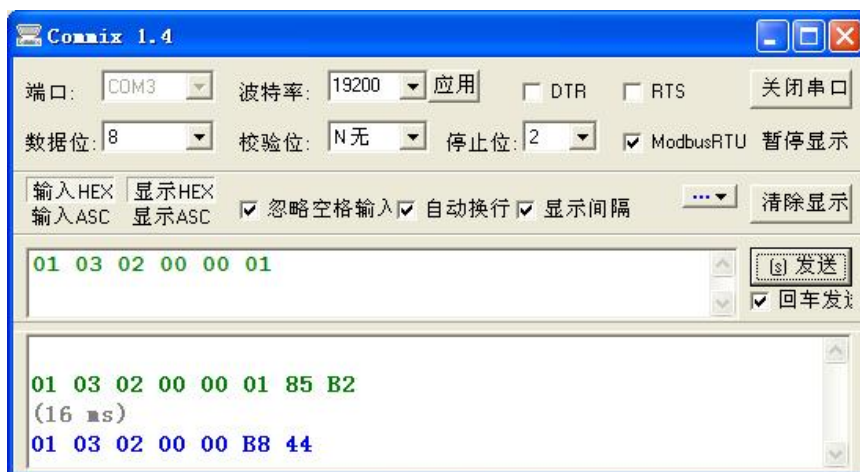 Commix 1.4
端口: COM3 波特率: 19200 应用 DTR RTS 关闭串口
数据位: 8 校验位: N无 停止位: 2 ModbusRTU 暂停显示
输入HEX 显示HEX
输入ASC 显示ASC 忽略空格输入 自动换行 显示间隔 ... 清除显示
01 03 02 00 00 01 (s) 发送
回车发送
01 03 02 00 00 01 85 B2
(16 ms)
01 03 02 00 00 B8 44